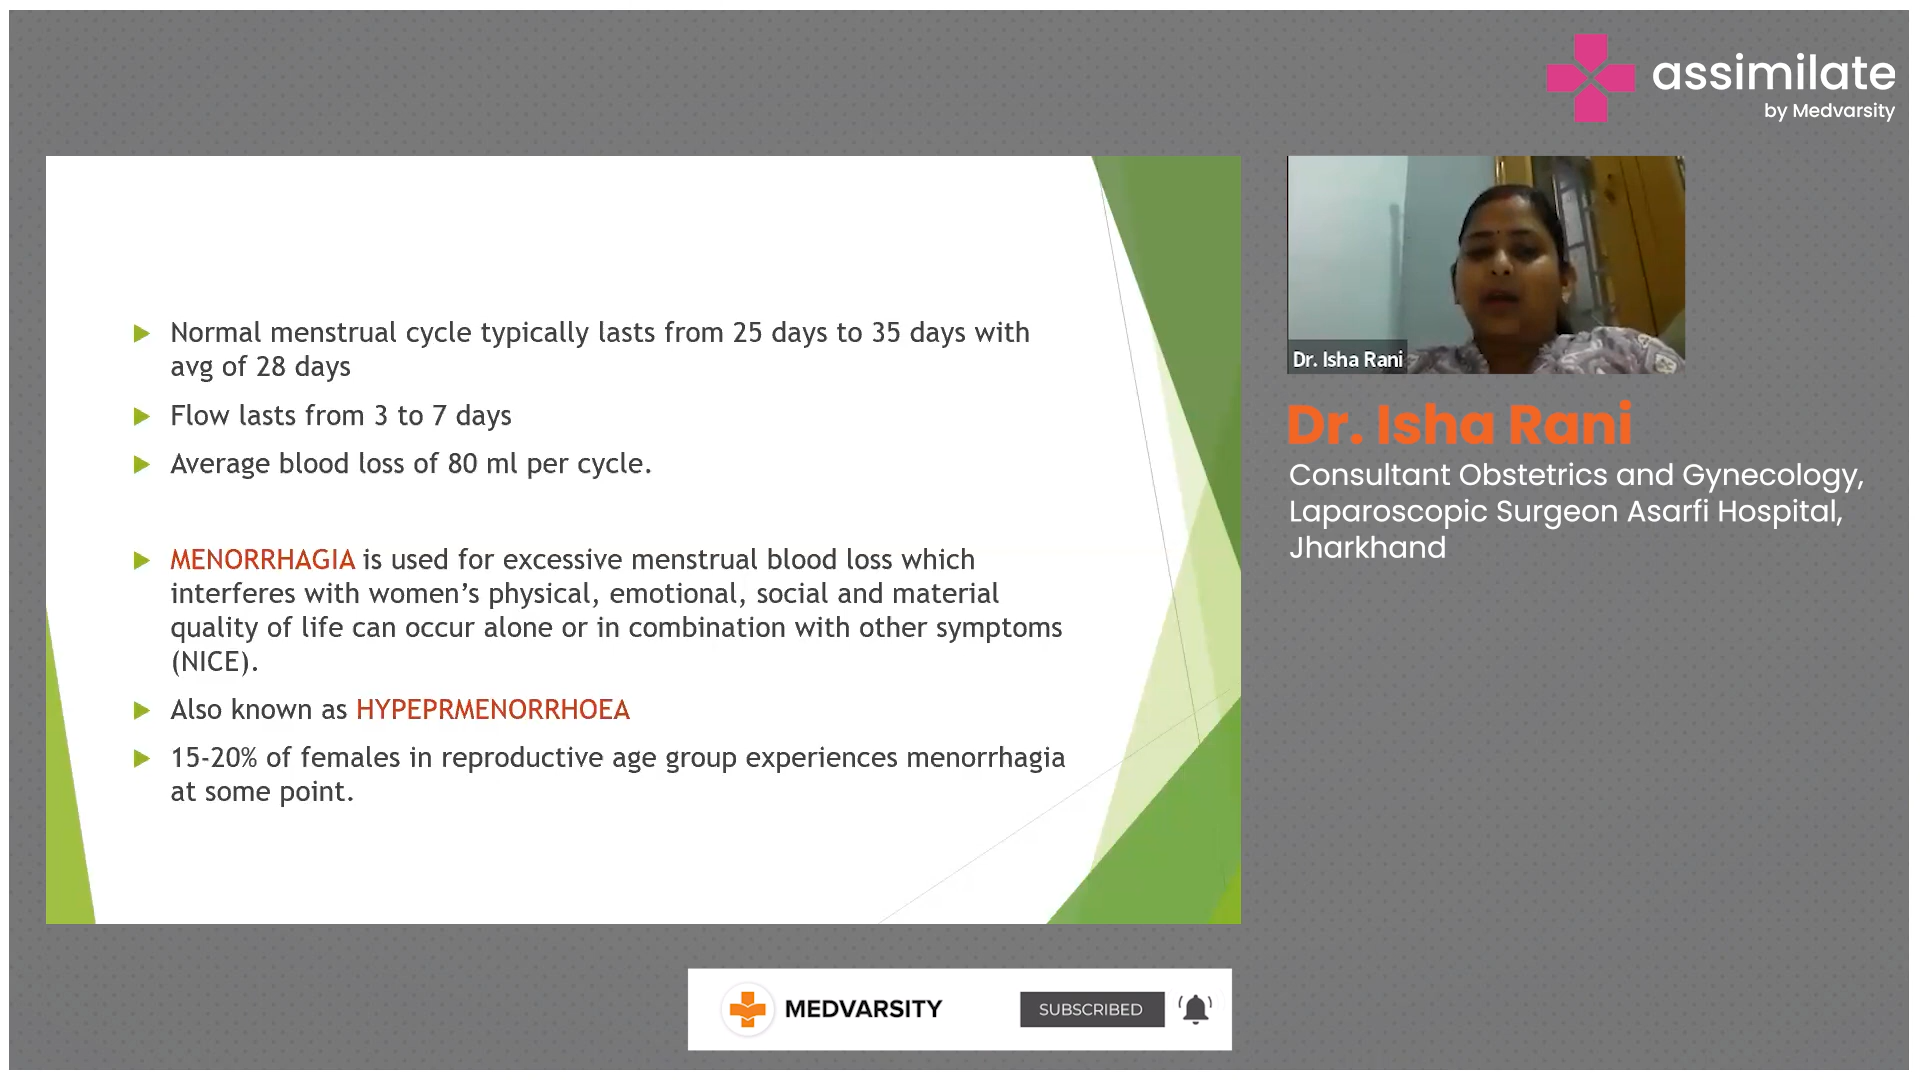 assimilate
by Medvarsity
Normal menstrual cycle typically lasts from 25 days to 35 days with
avg of 28 days
Flow lasts from 3 to 7 days
Average blood loss of 80 ml per cycle.
MENORRHAGIA is used for excessive menstrual blood loss which
interferes with women’s physical, emotional, social and material
quality of life can occur alone or in combination with other symptoms
(NICE).
Also known as HYPEPRMENORRHOEA
15-20% of females in reproductive age group experiences menorrhagia
at some point.
Dr. Isha Rani
Dr. Isha Rani
Consultant Obstetrics and Gynecology,
Laparoscopic Surgeon Asarfi Hospital,
Jharkhand
MEDVARSITY
SUBSCRIBED